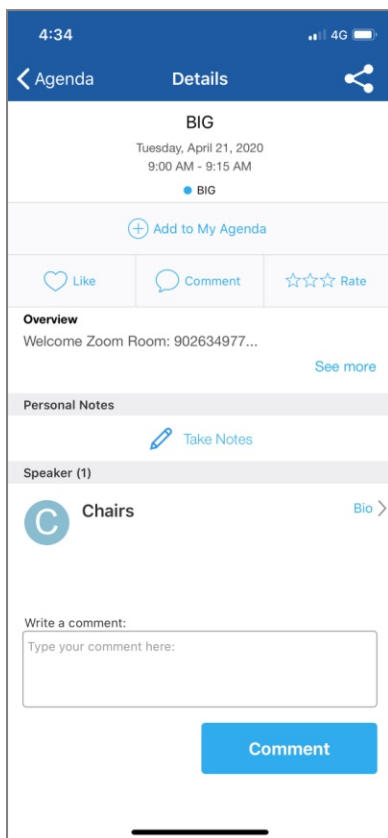 4:34 4G
Agenda Details
BIG
Tuesday, April 21, 2020
9:00 AM - 9:15 AM
BIG
Add to My Agenda
Like Comment Rate
Overview
Welcome Zoom Room: 902634977...
See more
Personal Notes
Take Notes
Speaker (1)
C Chairs Bio
Write a comment:
Type your comment here:
Comment